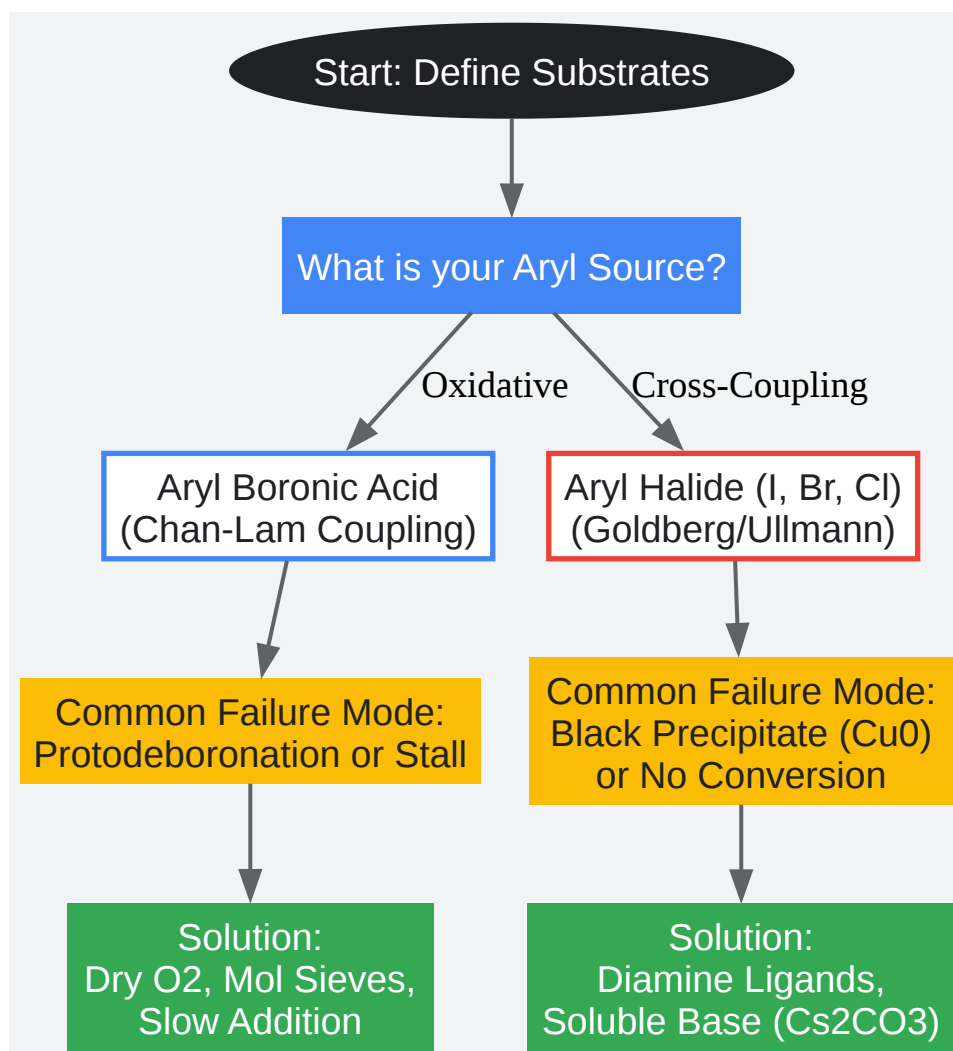 Start: Define Substrates
What is your Aryl Source?
Oxidative
Cross-Coupling
Aryl Boronic Acid
(Chan-Lam Coupling)
Aryl Halide (I, Br, Cl)
(Goldberg/Ullmann)
Common Failure Mode:
Protodeboronation or Stall
Common Failure Mode:
Black Precipitate (Cu0)
or No Conversion
Solution:
Dry O2, Mol Sieves,
Slow Addition
Solution:
Diamine Ligands,
Soluble Base (Cs2CO3)